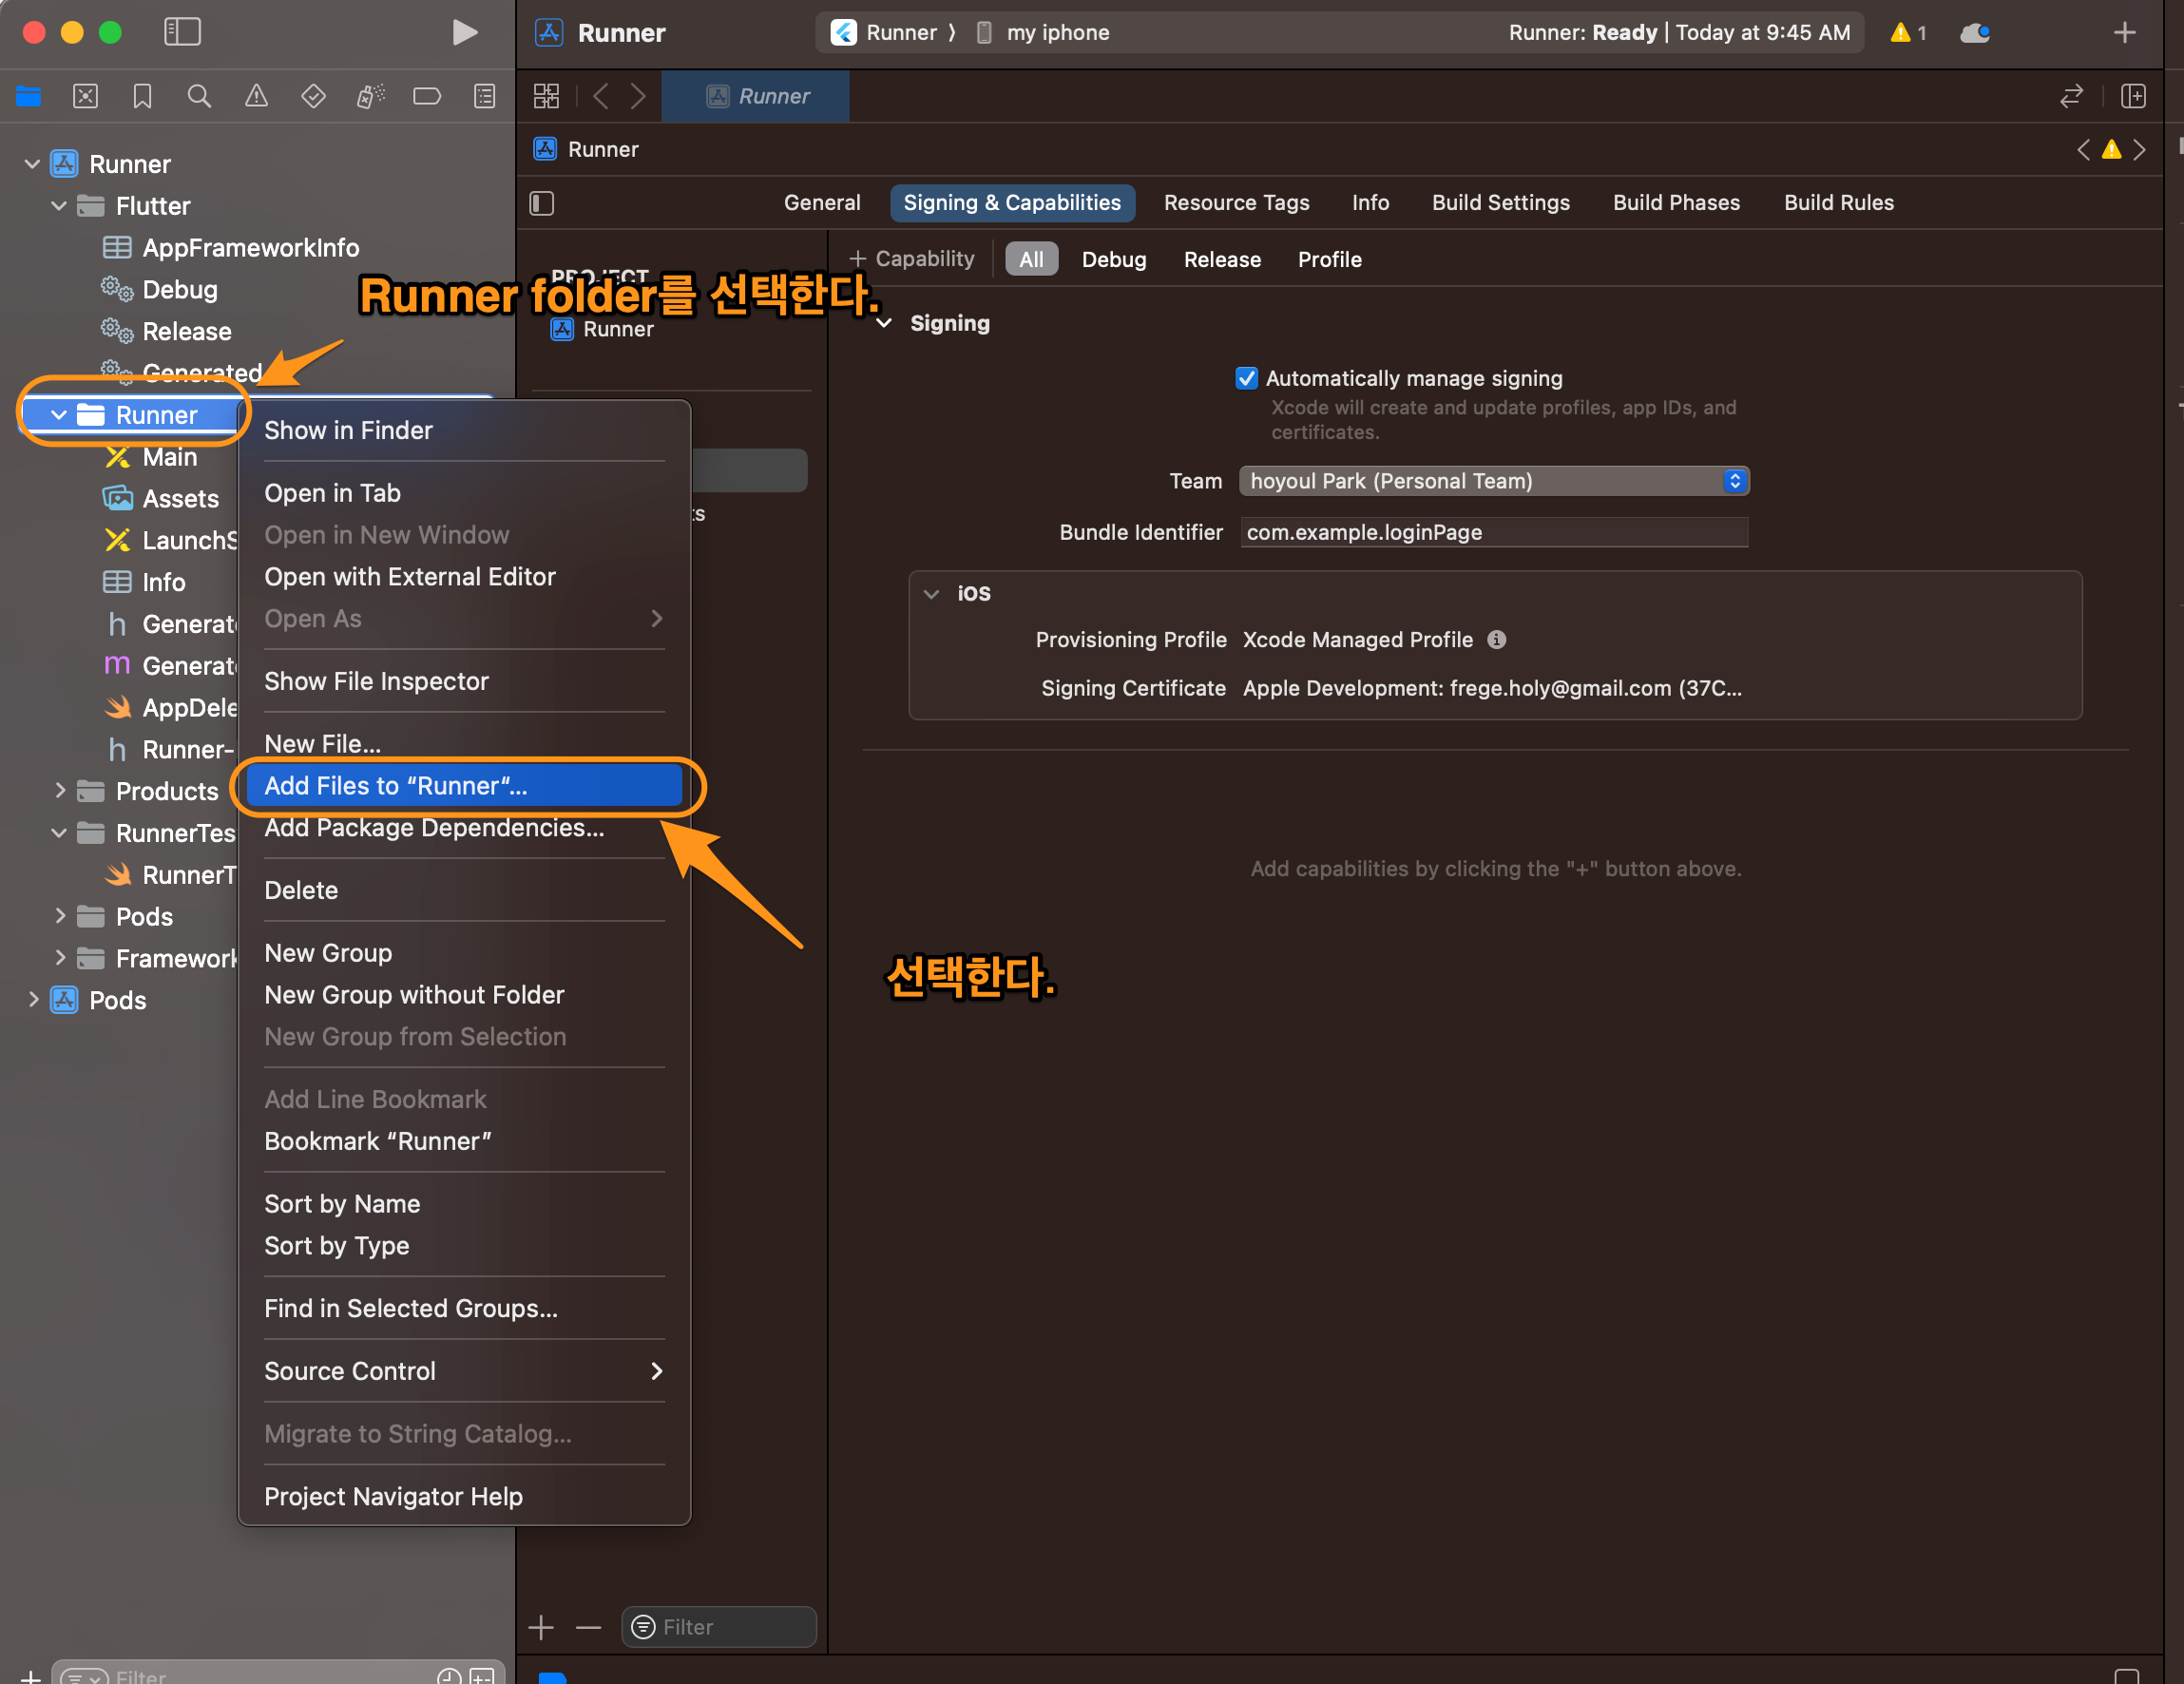 Runner
Runner
my iphone
Runner: Ready | Today at 9:45 AM
1
Runner
Runner
General
Signing & Capabilities
Resource Tags
Info
Build Settings
Build Phases
Build Rules
Capability
All
Debug
Release
Profile
Runner
Flutter
AppFrameworkInfo
Debug
Release
Generated
Runner
Main
Assets
LaunchS
Info
Generat
Generat
AppDele
Runner-
Products
RunnerTes
RunnerT
Pods
Framework
Pods
Filter
Runner folder를 선택한다.
PROJECT
Runner
ts
Show in Finder
Open in Tab
Open in New Window
Open with External Editor
Open As
Show File Inspector
New File...
Add Files to “Runner“...
Add Package Dependencies...
Delete
New Group
New Group without Folder
New Group from Selection
Add Line Bookmark
Bookmark “Runner”
Sort by Name
Sort by Type
Find in Selected Groups...
Source Control
Migrate to String Catalog...
Project Navigator Help
Filter
Signing
Automatically manage signing
Xcode will create and update profiles, app IDs, and
certificates.
Team
hoyoul Park (Personal Team)
Bundle Identifier
com.example.loginPage
iOS
Provisioning Profile
Xcode Managed Profile
Signing Certificate
Apple Development: frege.holy@gmail.com (37C...
Add capabilities by clicking the "+" button above.
선택한다.